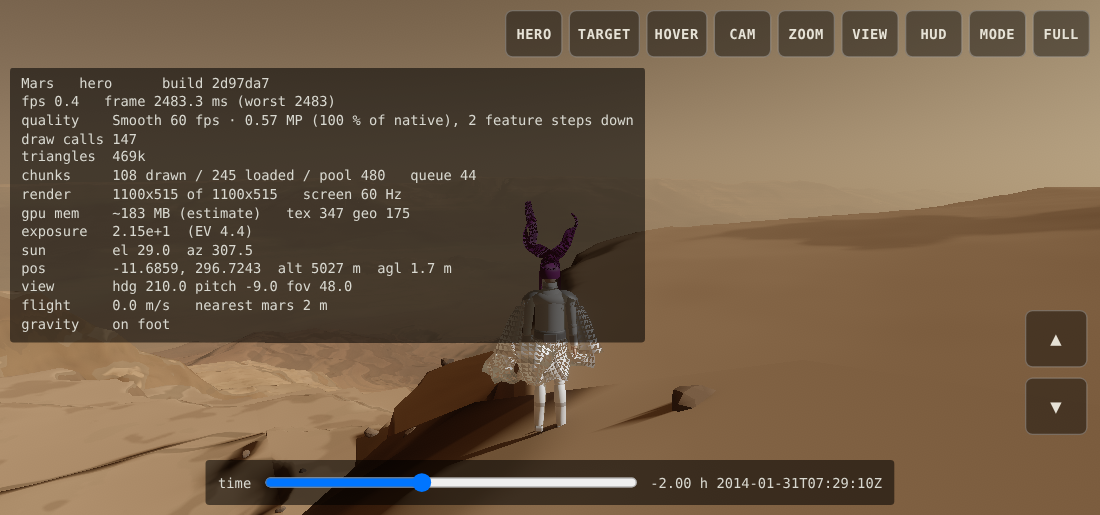 HERO TARGET HOVER CAM ZOOM VIEW HUD MODE FULL
Mars hero build 2d97da7
fps 0.4 frame 2483.3 ms (worst 2483)
quality Smooth 60 fps · 0.57 MP (100 % of native), 2 feature steps down
draw calls 147
triangles 469k
chunks 108 drawn / 245 loaded / pool 480 queue 44
render 1100x515 of 1100x515 screen 60 Hz
gpu mem ~183 MB (estimate) tex 347 geo 175
exposure 2.15e+1 (EV 4.4)
sun el 29.0 az 307.5
pos -11.6859, 296.7243 alt 5027 m agl 1.7 m
view hdg 210.0 pitch -9.0 fov 48.0
flight 0.0 m/s nearest mars 2 m
gravity on foot
▲
▼
time -2.00 h 2014-01-31T07:29:10Z